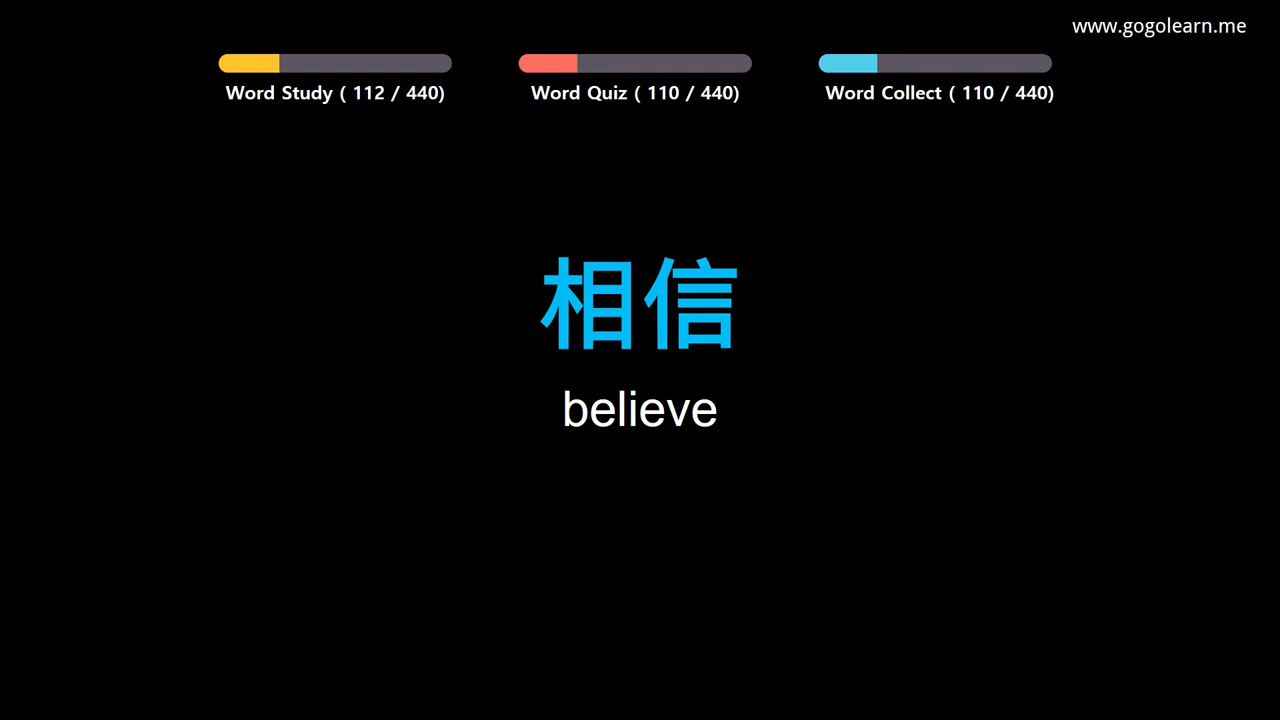 www.gogolearn.me
Word Study ( 112 / 440)
Word Quiz ( 110 / 440)
Word Collect ( 110 / 440)
相信
believe